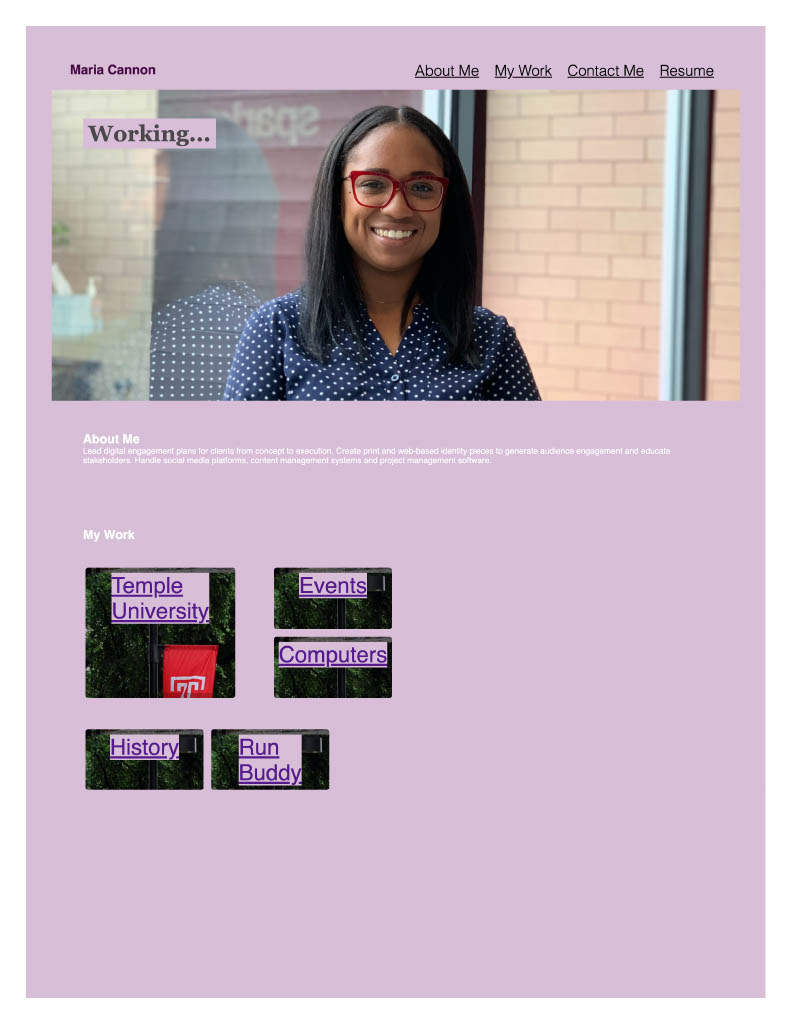 Maria Cannon
About Me My Work Contact Me Resume
Working...
About Me
Lead digital engagement plans for clients from concept to execution. Create print and web-based identity pieces to generate audience engagement and educate
stakeholders. Handle social media platforms, content management systems and project management software.
My Work
Temple
University
Events
Computers
History
Run
Buddy